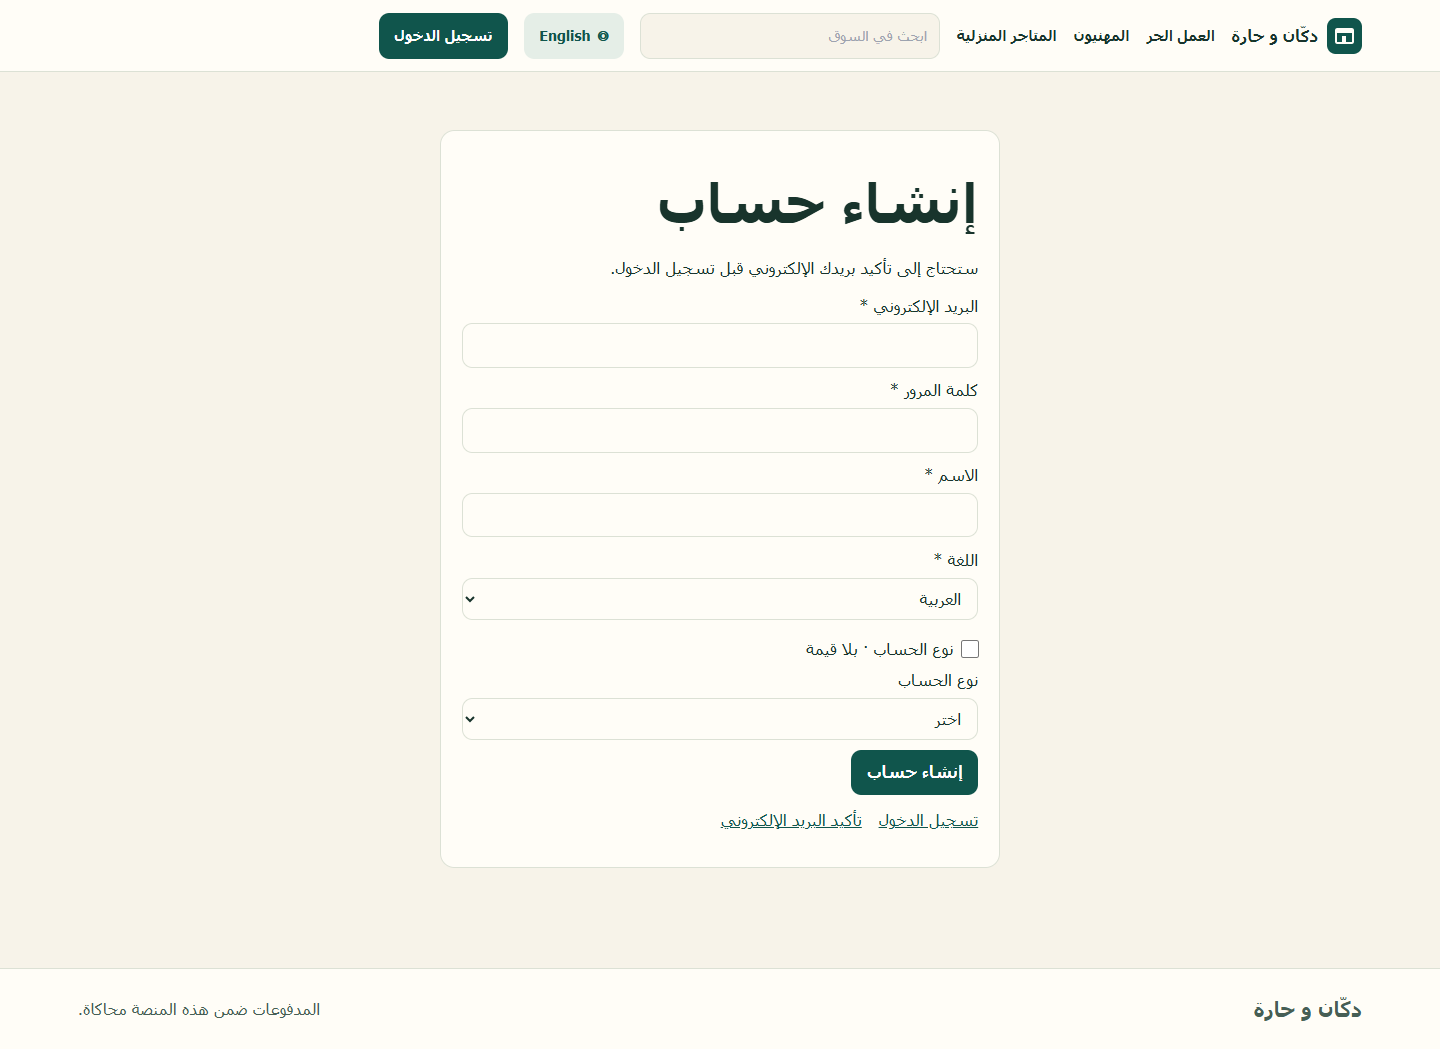 دكّان و حارة
العمل الحر
المهنيون
المتاجر المنزلية
ابحث في السوق
English
تسجيل الدخول
إنشاء حساب
ستحتاج إلى تأكيد بريدك الإلكتروني قبل تسجيل الدخول.
البريد الإلكتروني *
كلمة المرور *
الاسم *
اللغة *
العربية
نوع الحساب · بلا قيمة
نوع الحساب
اختر
إنشاء حساب
تسجيل الدخول تأكيد البريد الإلكتروني
دكّان و حارة
المدفوعات ضمن هذه المنصة محاكاة.